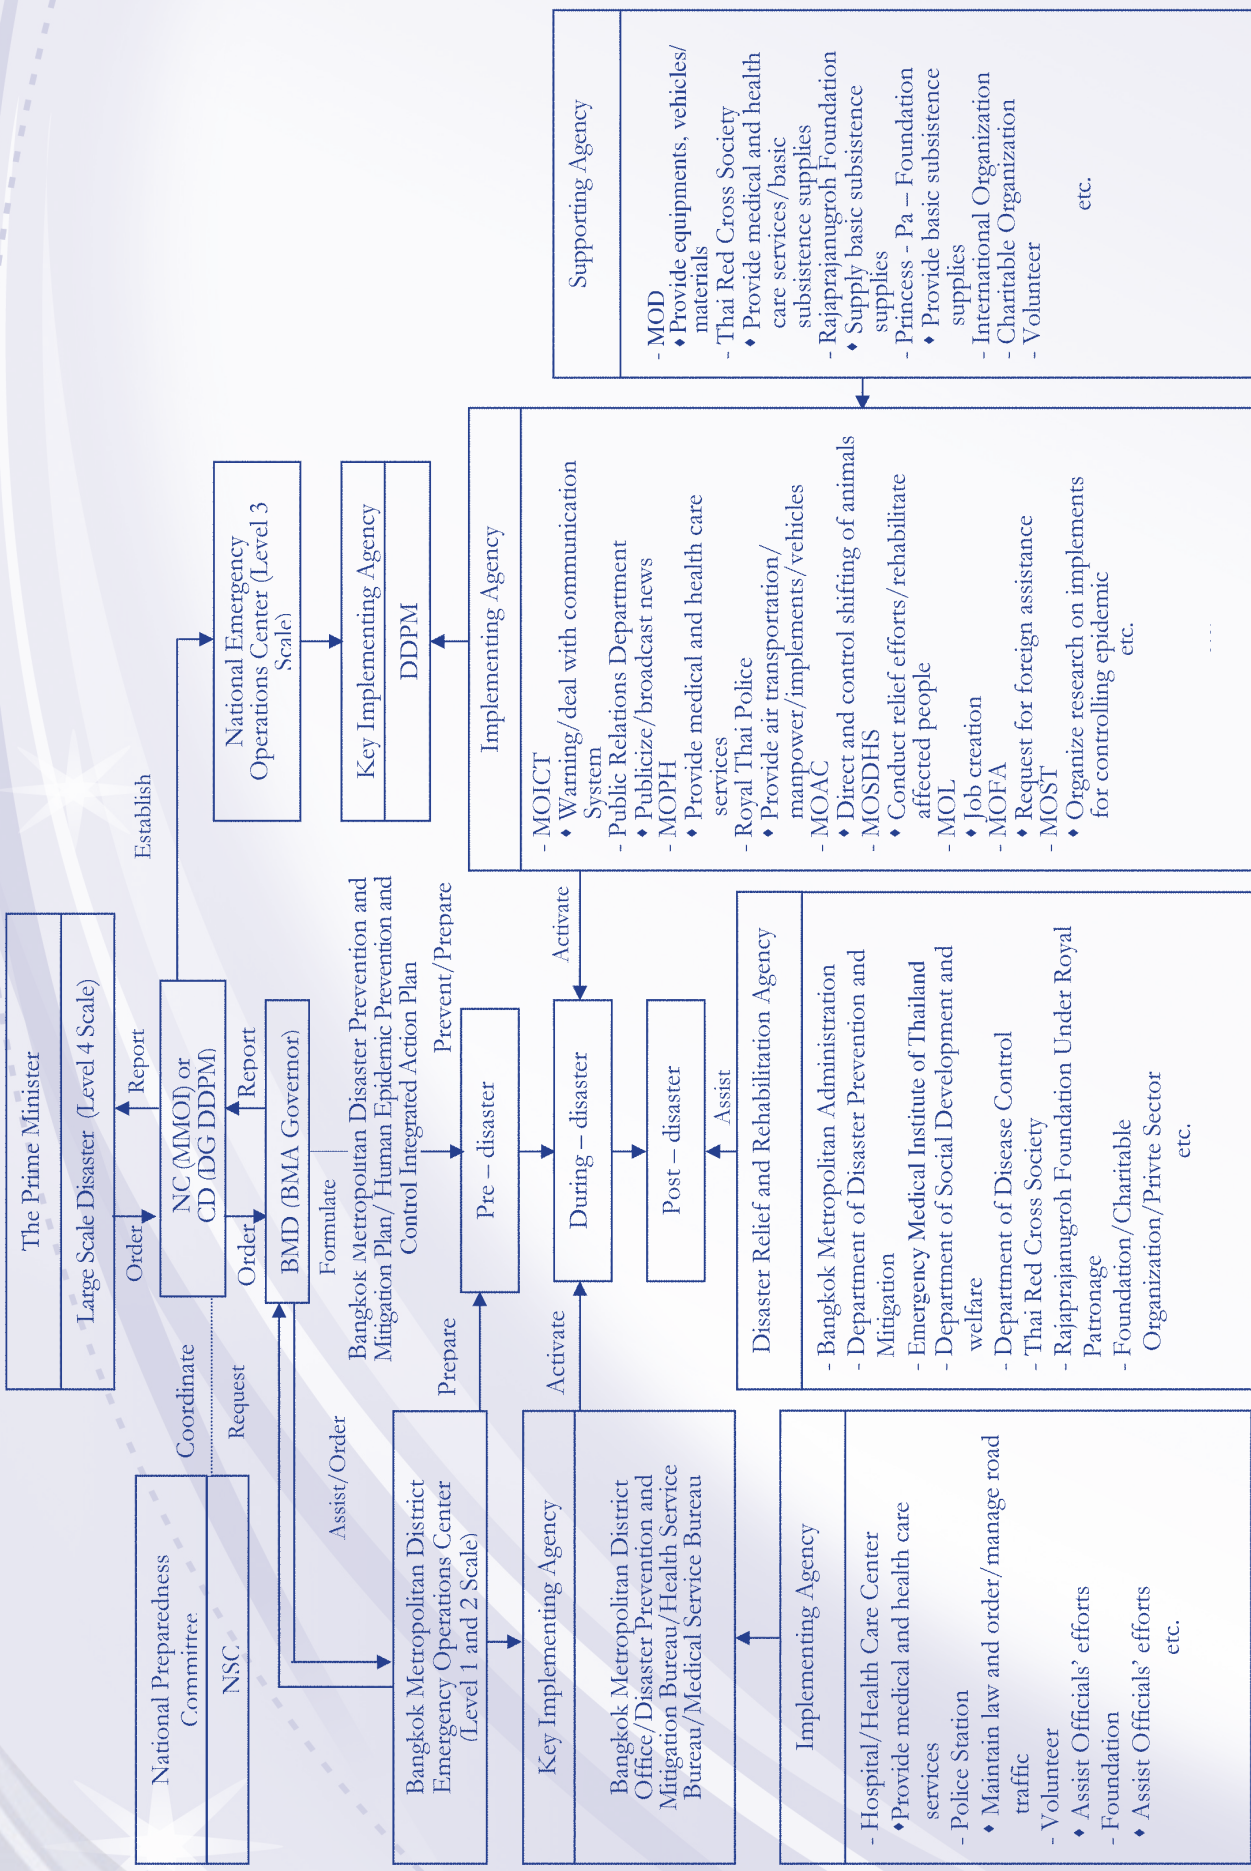 The Prime Minister
Large Scale Disaster (Level 4 Scale)
Order
Report
National Preparedness
Committee
NSC
Coordinate
Request
NC (MMOI) or
CD (DG DDPM)
Establish
Order
Report
National Emergency
Operations Center (Level 3
Scale)
BMD (BMA Governor)
Assist/Order
Formulate
Bangkok Metropolitan Disaster Prevention and
Mitigation Plan/ Human Epidemic Prevention and
Control Integrated Action Plan
Key Implementing Agency
DDPM
Bangkok Metropolitan District
Emergency Operations Center
(Level 1 and 2 Scale)
Prepare
Pre – disaster
Prevent/Prepare
Key Implementing Agency
Bangkok Metropolitan District
Office/Disaster Prevention and
Mitigation Bureau/Health Service
Bureau/Medical Service Bureau
Activate
During – disaster
Activate
Post – disaster
Assist
Implementing Agency
- MOICT
♦ Warning/deal with communication
System
- Public Relations Department
♦ Publicize/broadcast news
- MOPH
♦ Provide medical and health care
services
- Royal Thai Police
♦ Provide air transportation/
manpower/implements/vehicles
- MOAC
♦ Direct and control shifting of animals
- MOSDHS
♦ Conduct relief efforts/rehabilitate
affected people
- MOL
♦ Job creation
- MOFA
♦ Request for foreign assistance
- MOST
♦ Organize research on implements
for controlling epidemic
etc.
Supporting Agency
- MOD
♦ Provide equipments, vehicles/
materials
- Thai Red Cross Society
♦ Provide medical and health
care services/basic
subsistence supplies
- Rajaprajanugroh Foundation
♦ Supply basic subsistence
supplies
- Princess - Pa – Foundation
♦ Provide basic subsistence
supplies
- International Organization
- Charitable Organization
- Volunteer
etc.
Implementing Agency
- Hospital/Health Care Center
♦Provide medical and health care
services
- Police Station
♦ Maintain law and order/manage road
traffic
- Volunteer
♦ Assist Officials' efforts
- Foundation
♦ Assist Officials' efforts
etc.
Disaster Relief and Rehabilitation Agency
- Bangkok Metropolitan Administration
- Department of Disaster Prevention and
Mitigation
- Emergency Medical Institute of Thailand
- Department of Social Development and
welfare
- Department of Disease Control
- Thai Red Cross Society
- Rajaprajanugroh Foundation Under Royal
Patronage
- Foundation/Charitable
Organization/Privte Sector
etc.